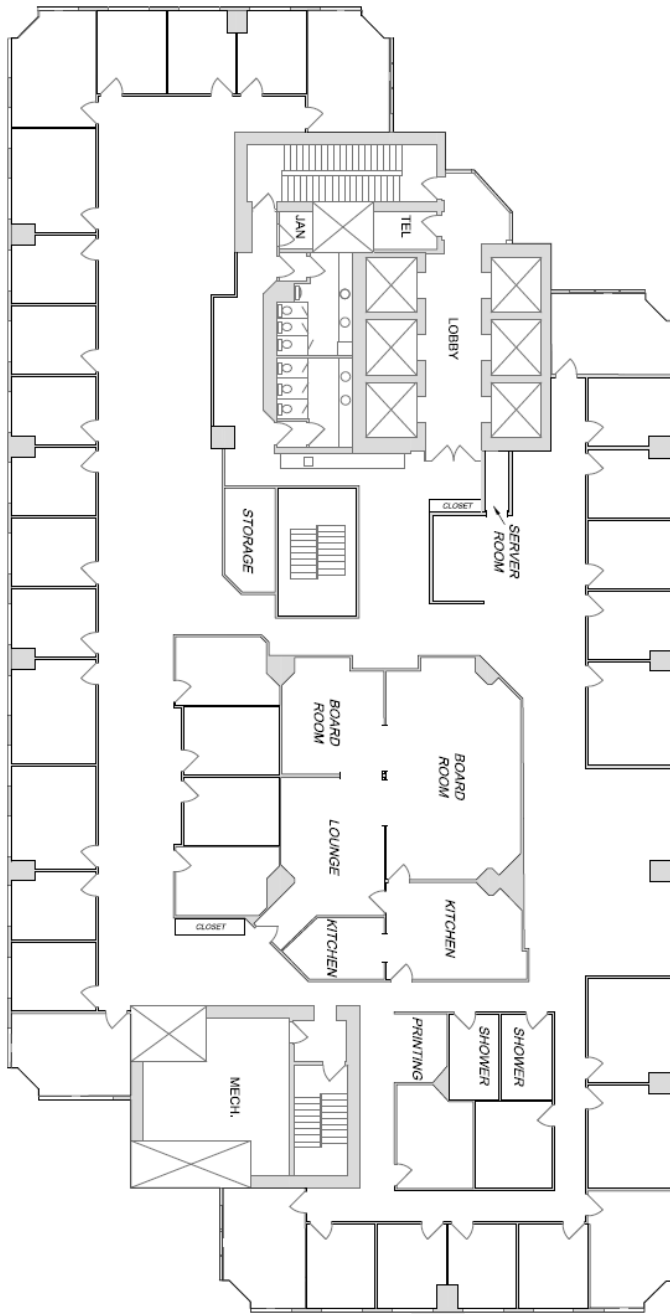 JAN
TEL
LOBBY
STORAGE
CLOSET
SERVER
ROOM
BOARD
ROOM
BOARD
ROOM
LOUNGE
KITCHEN
KITCHEN
CLOSET
PRINTING
SHOWER
SHOWER
MECH.